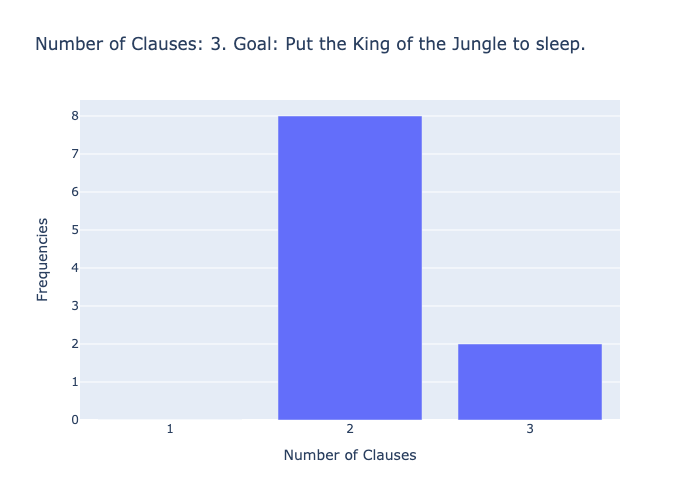 Number of Clauses: 3. Goal: Put the King of the Jungle to sleep.
8
7
6
5
4
3
2
1
0
Frequencies
1 2 3
Number of Clauses